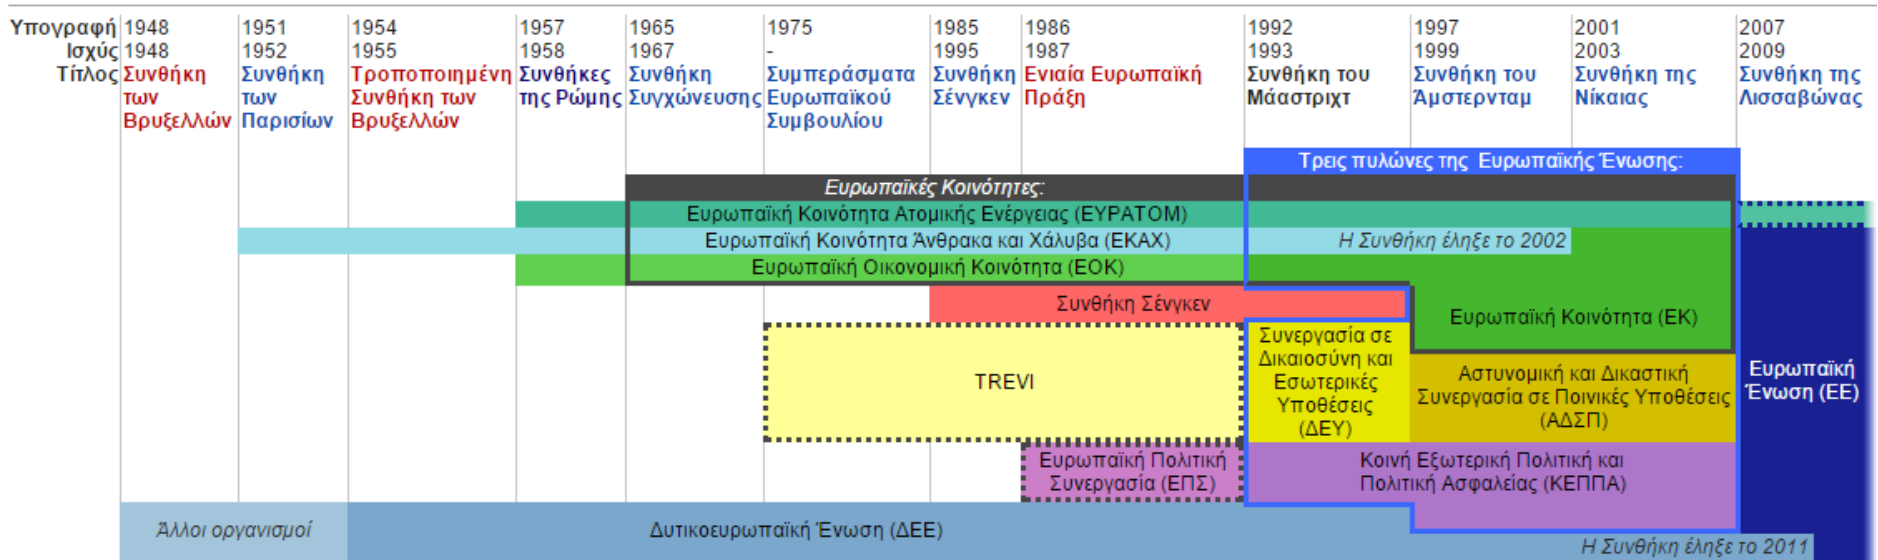 Υπογραφή 1948 1951 1954 1957 1965 1975 1985 1986 1992 1997 2001 2007
Ισχύς 1948 1952 1955 1958 1967 - 1995 1987 1993 1999 2003 2009
Τίτλος Συνθήκη Συνθήκη Τροποποιημένη Συνθήκες Συνθήκη Συμπεράσματα Συνθήκη Ενιαία Ευρωπαϊκή Συνθήκη του Συνθήκη του Συνθήκη της Συνθήκη της
των των Συνθήκη των της Ρώμης Συγχώνευσης Ευρωπαϊκού Σένγκεν Πράξη Μάαστριχτ Άμστερνταμ Νίκαιας Λισσαβώνας
Βρυξελλών Παρισίων Βρυξελλών Συμβουλίου
Τρεις πυλώνες της Ευρωπαϊκής Ένωσης:
Ευρωπαϊκές Κοινότητες:
Ευρωπαϊκή Κοινότητα Ατομικής Ενέργειας (ΕΥΡΑΤΟΜ)
Ευρωπαϊκή Κοινότητα Άνθρακα και Χάλυβα (ΕΚΑΧ) Η Συνθήκη έληξε το 2002
Ευρωπαϊκή Οικονομική Κοινότητα (ΕΟΚ)
Συνθήκη Σένγκεν
Ευρωπαϊκή Κοινότητα (ΕΚ)
TREVI
Συνεργασία σε
Δικαιοσύνη και
Εσωτερικές
Υποθέσεις
(ΔΕΥ)
Αστυνομική και Δικαστική
Συνεργασία σε Ποινικές Υποθέσεις
(ΑΔΣΠ)
Ευρωπαϊκή
Ένωση (ΕΕ)
Ευρωπαϊκή Πολιτική
Συνεργασία (ΕΠΣ)
Κοινή Εξωτερική Πολιτική και
Πολιτική Ασφαλείας (ΚΕΠΠΑ)
Άλλοι οργανισμοί
Δυτικοευρωπαϊκή Ένωση (ΔΕΕ)
Η Συνθήκη έληξε το 2011